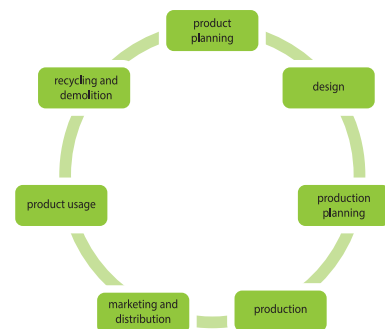 product
planning
design
production
planning
production
marketing and
distribution
product usage
recycling and
demolition